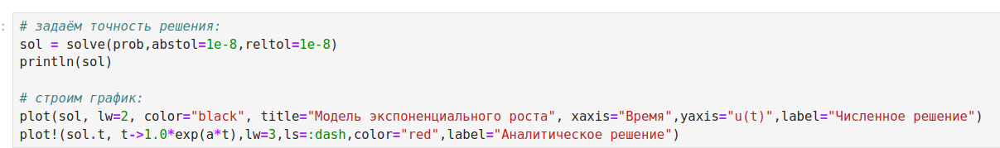 :
# задаём точность решения:
sol = solve(prob,abstol=1e-8,reltol=1e-8)
println(sol)
# строим график:
plot(sol, lw=2, color="black", title="Модель экспоненциального роста", xaxis="Время",yaxis="u(t)",label="Численное решение")
plot!(sol.t, t->1.0*exp(a*t),lw=3,ls=:dash,color="red",label="Аналитическое решение")